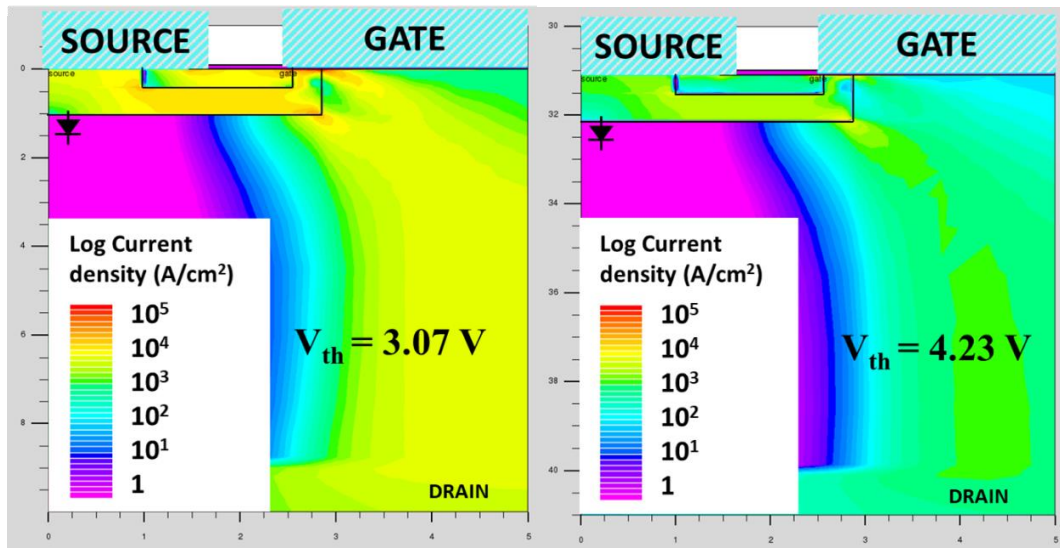 SOURCE
GATE
source
gate
0
2
4
6
8
Log Current
density (A/cm²)
10⁵
10⁴
10³
10²
10¹
1
Vth = 3.07 V
DRAIN
0 1 2 3 4 5
SOURCE
GATE
source
gate
30
32
34
36
38
40
Log Current
density (A/cm²)
10⁵
10⁴
10³
10²
10¹
1
Vth = 4.23 V
DRAIN
0 1 2 3 4 5